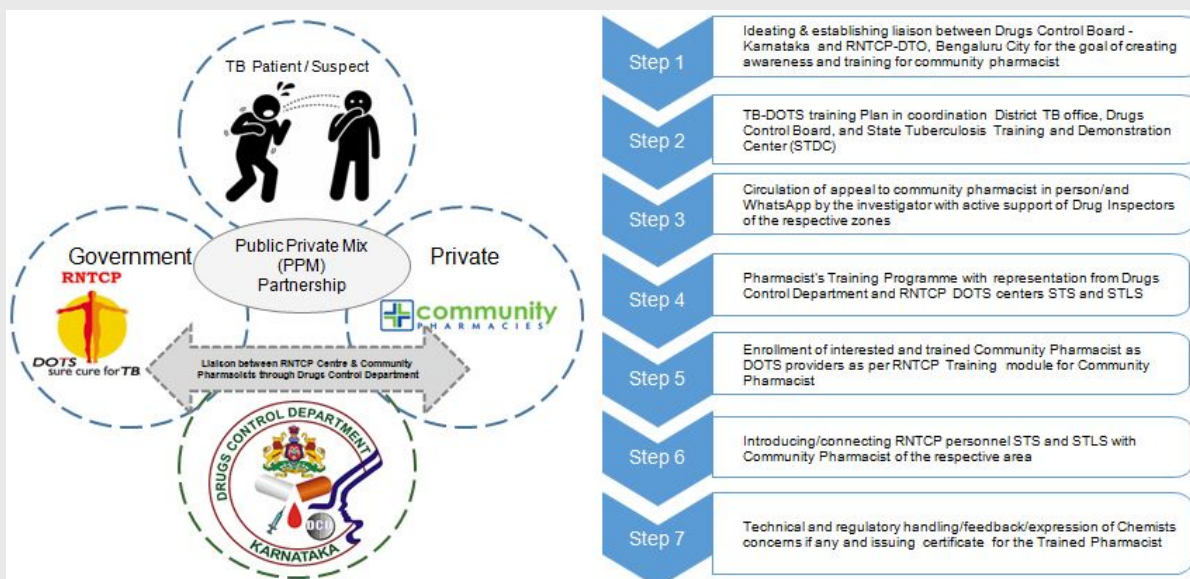 TB Patient / Suspect
Government
Public Private Mix
(PPM)
Partnership
Private
RNTCP
DOTS
sure cure for TB
community
PHARMACIES
Liaison between RNTCP Centre & Community
Pharmacists through Drugs Control Department
DRUGS CONTROL DEPARTMENT
DCD
KARNATAKA
Step 1
Ideating & establishing liaison between Drugs Control Board -
Karnataka and RNTCP-DTO, Bengaluru City for the goal of creating
awareness and training for community pharmacist
Step 2
TB-DOTS training Plan in coordination District TB office, Drugs
Control Board, and State Tuberculosis Training and Demonstration
Center (STDC)
Step 3
Circulation of appeal to community pharmacist in person/and
WhatsApp by the investigator with active support of Drug Inspectors
of the respective zones
Step 4
Pharmacist's Training Programme with representation from Drugs
Control Department and RNTCP DOTS centers STS and STLS
Step 5
Enrollment of interested and trained Community Pharmacist as
DOTS providers as per RNTCP Training module for Community
Pharmacist
Step 6
Introducing/connecting RNTCP personnel STS and STLS with
Community Pharmacist of the respective area
Step 7
Technical and regulatory handling/feedback/expression of Chemists
concerns if any and issuing certificate for the Trained Pharmacist